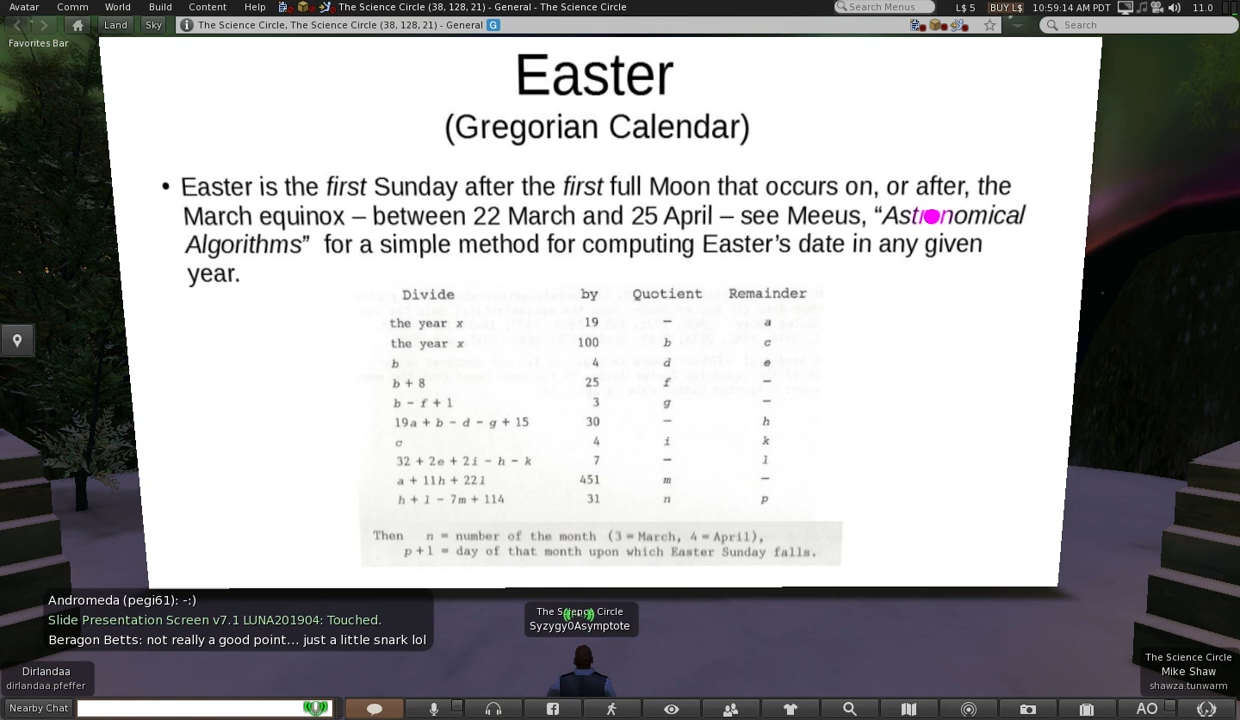 Avatar Comm World Build Content Help The Science Circle (38, 128, 21) - General - The Science Circle Search Menus L$ 5 BUY L$ 10:59:14 AM PDT 11.0
Land Sky The Science Circle, The Science Circle (38, 128, 21) - General G Search
Favorites Bar
Easter
(Gregorian Calendar)
• Easter is the first Sunday after the first full Moon that occurs on, or after, the
March equinox – between 22 March and 25 April – see Meeus, “Astronomical
Algorithms” for a simple method for computing Easter’s date in any given
year.
Divide by Quotient Remainder
the year x 19 — a
the year x 100 b c
b 4 d e
b + 8 25 f —
b - f + 1 3 g —
19a + b - d - g + 15 30 — h
c 4 i k
32 + 2e + 2i - h - k 7 — l
a + 11h + 22l 451 m —
h + l - 7m + 114 31 n p
Then n = number of the month (3 = March, 4 = April),
p + 1 = day of that month upon which Easter Sunday falls.
Andromeda (pegi61): -:)
Slide Presentation Screen v7.1 LUNA201904: Touched.
Beragon Betts: not really a good point... just a little snark lol
The Science Circle
Syzygy0Asymptote
Dirlandaa
dirlandaa.pfeffer
The Science Circle
Mike Shaw
shawza.tunwarm
Nearby Chat AO